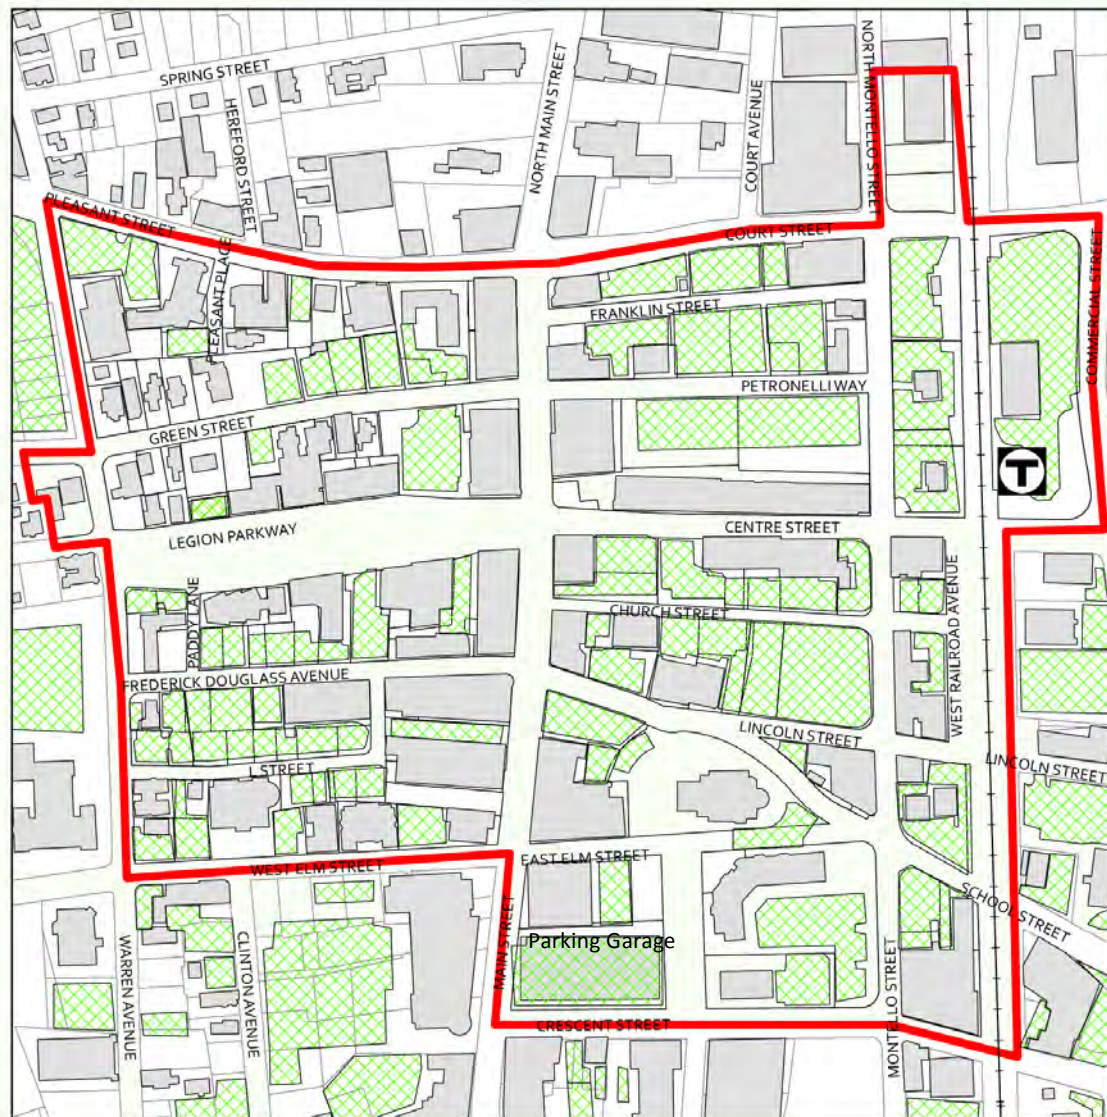 SPRING STREET
HEREFORD STREET
NORTH MAIN STREET
COURT AVENUE
NORTH MONTELLO STREET
PLEASANT STREET
PLEASANT PLACE
COURT STREET
COMMERCIAL STREET
FRANKLIN STREET
PETRONELLI WAY
GREEN STREET
T
LEGION PARKWAY
CENTRE STREET
PADDY LANE
CHURCH STREET
WEST RAILROAD AVENUE
FREDERICK DOUGLASS AVENUE
LINCOLN STREET
LINCOLN STREET
L STREET
WEST ELM STREET
EAST ELM STREET
SCHOOL STREET
MAIN STREET
Parking Garage
WARREN AVENUE
CLINTON AVENUE
MONTELLO STREET
CRESCENT STREET